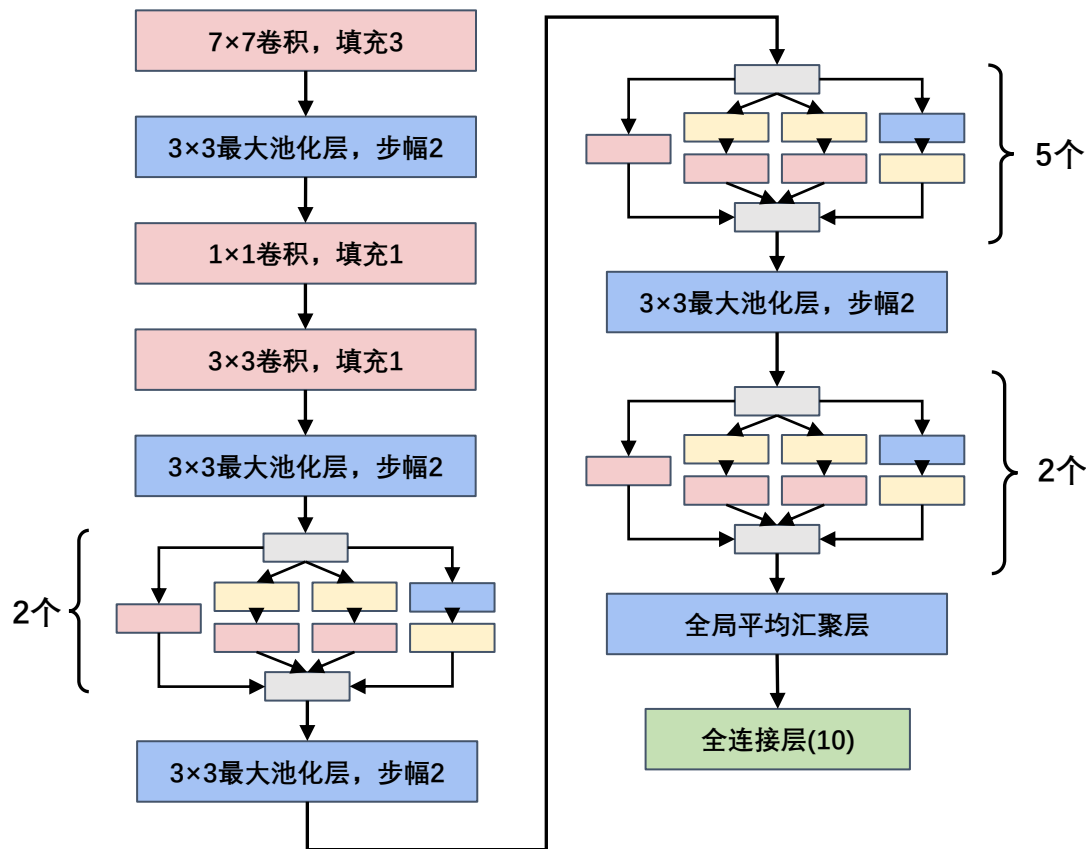 7×7卷积，填充3
3×3最大池化层，步幅2
1×1卷积，填充1
3×3卷积，填充1
3×3最大池化层，步幅2
2个
3×3最大池化层，步幅2
5个
3×3最大池化层，步幅2
2个
全局平均汇聚层
全连接层(10)